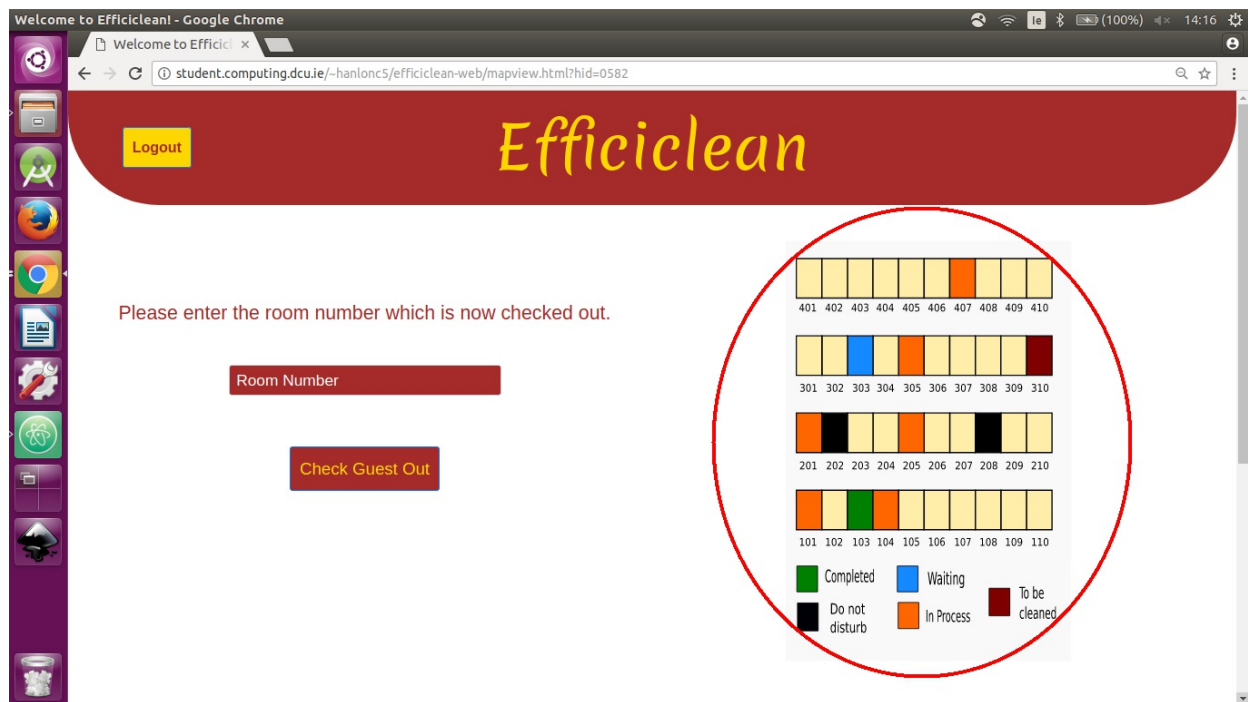 Welcome to Efficiclean! - Google Chrome
Ie
(100%)
14:16
Welcome to Efficic
student.computing.dcu.ie/~hanlonc5/efficiclean-web/mapview.html?hid=0582
Logout
Efficiclean
Please enter the room number which is now checked out.
Room Number
Check Guest Out
401 402 403 404 405 406 407 408 409 410
301 302 303 304 305 306 307 308 309 310
201 202 203 204 205 206 207 208 209 210
101 102 103 104 105 106 107 108 109 110
Completed
Waiting
To be
cleaned
Do not
disturb
In Process